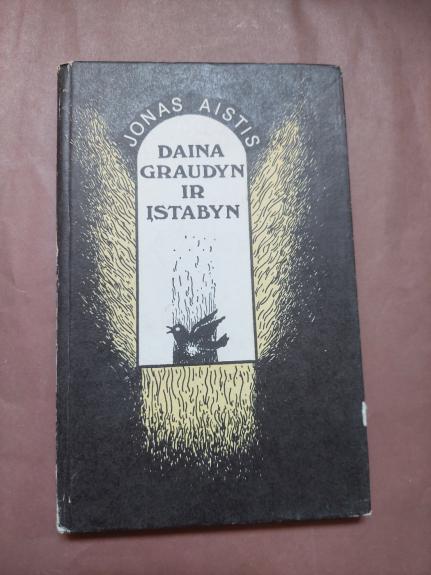 JONAS AISTIS
DAINA
GRAUDYN
IR
ĮSTABYN